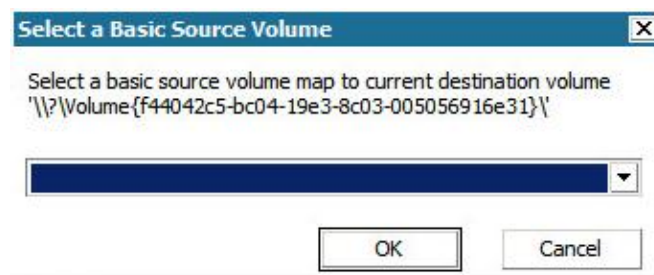 Select a Basic Source Volume
Select a basic source volume map to current destination volume
'\\?\Volume{f44042c5-bc04-19e3-8c03-005056916e31}\'
OK
Cancel